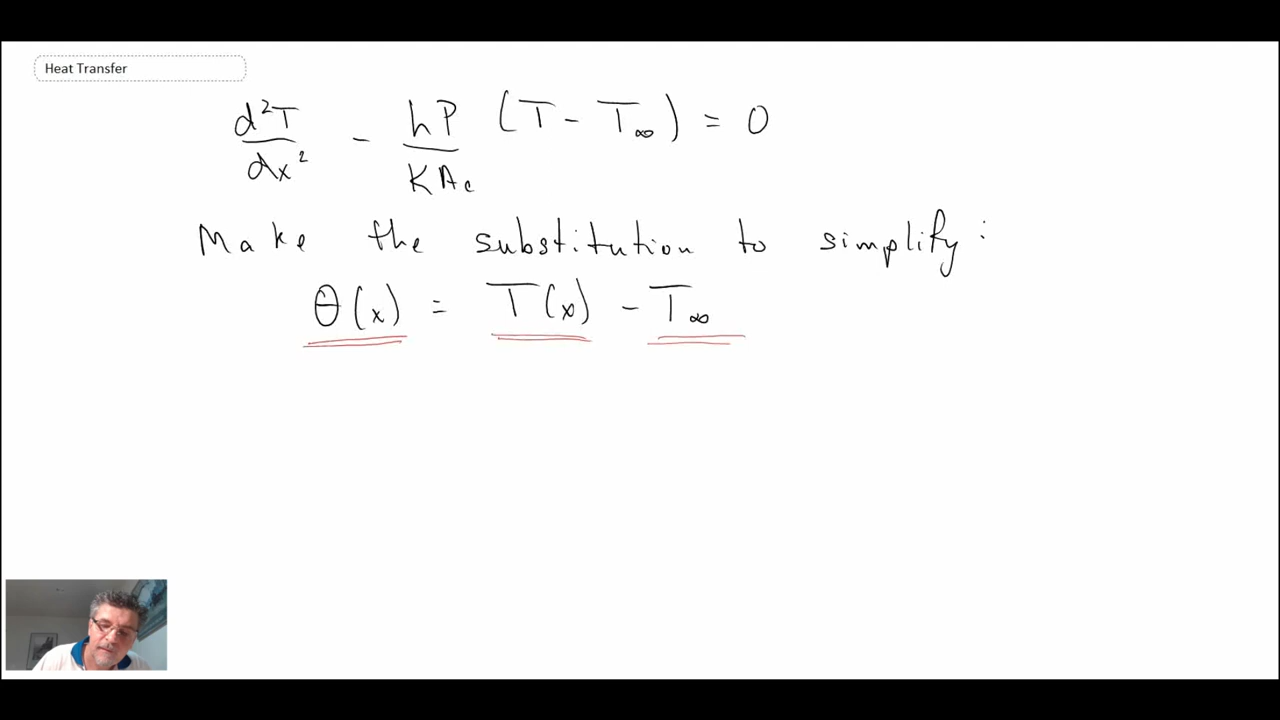 Heat Transfer
d²T/dx² - hP/KAc (T - T∞) = 0
Make the substitution to simplify:
θ(x) = T(x) - T∞